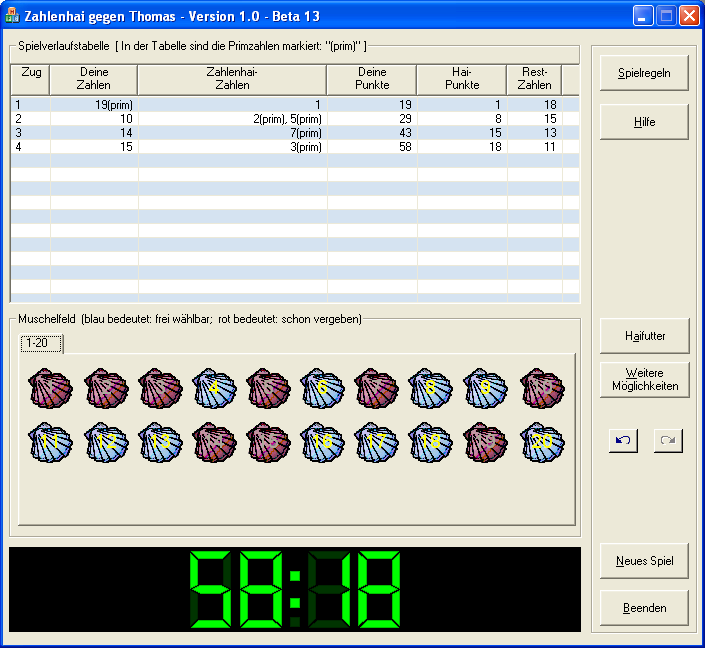 Zahlenhai gegen Thomas - Version 1.0 - Beta 13
Spielverlaufstabelle [ In der Tabelle sind die Primzahlen markiert: "(prim)" ]
Zug Deine Zahlen Zahlenhai-Zahlen Deine Punkte Hai-Punkte Rest-Zahlen
1 19(prim) 1 19 1 18
2 10 2(prim), 5(prim) 29 8 15
3 14 7(prim) 43 15 13
4 15 3(prim) 58 18 11
Muschelfeld (blau bedeutet: frei wählbar; rot bedeutet: schon vergeben)
1-20
4 6 8 9
11 12 13 14 15 16 17 18 20
58:18
Spielregeln
Hilfe
Haifutter
Weitere
Möglichkeiten
Neues Spiel
Beenden